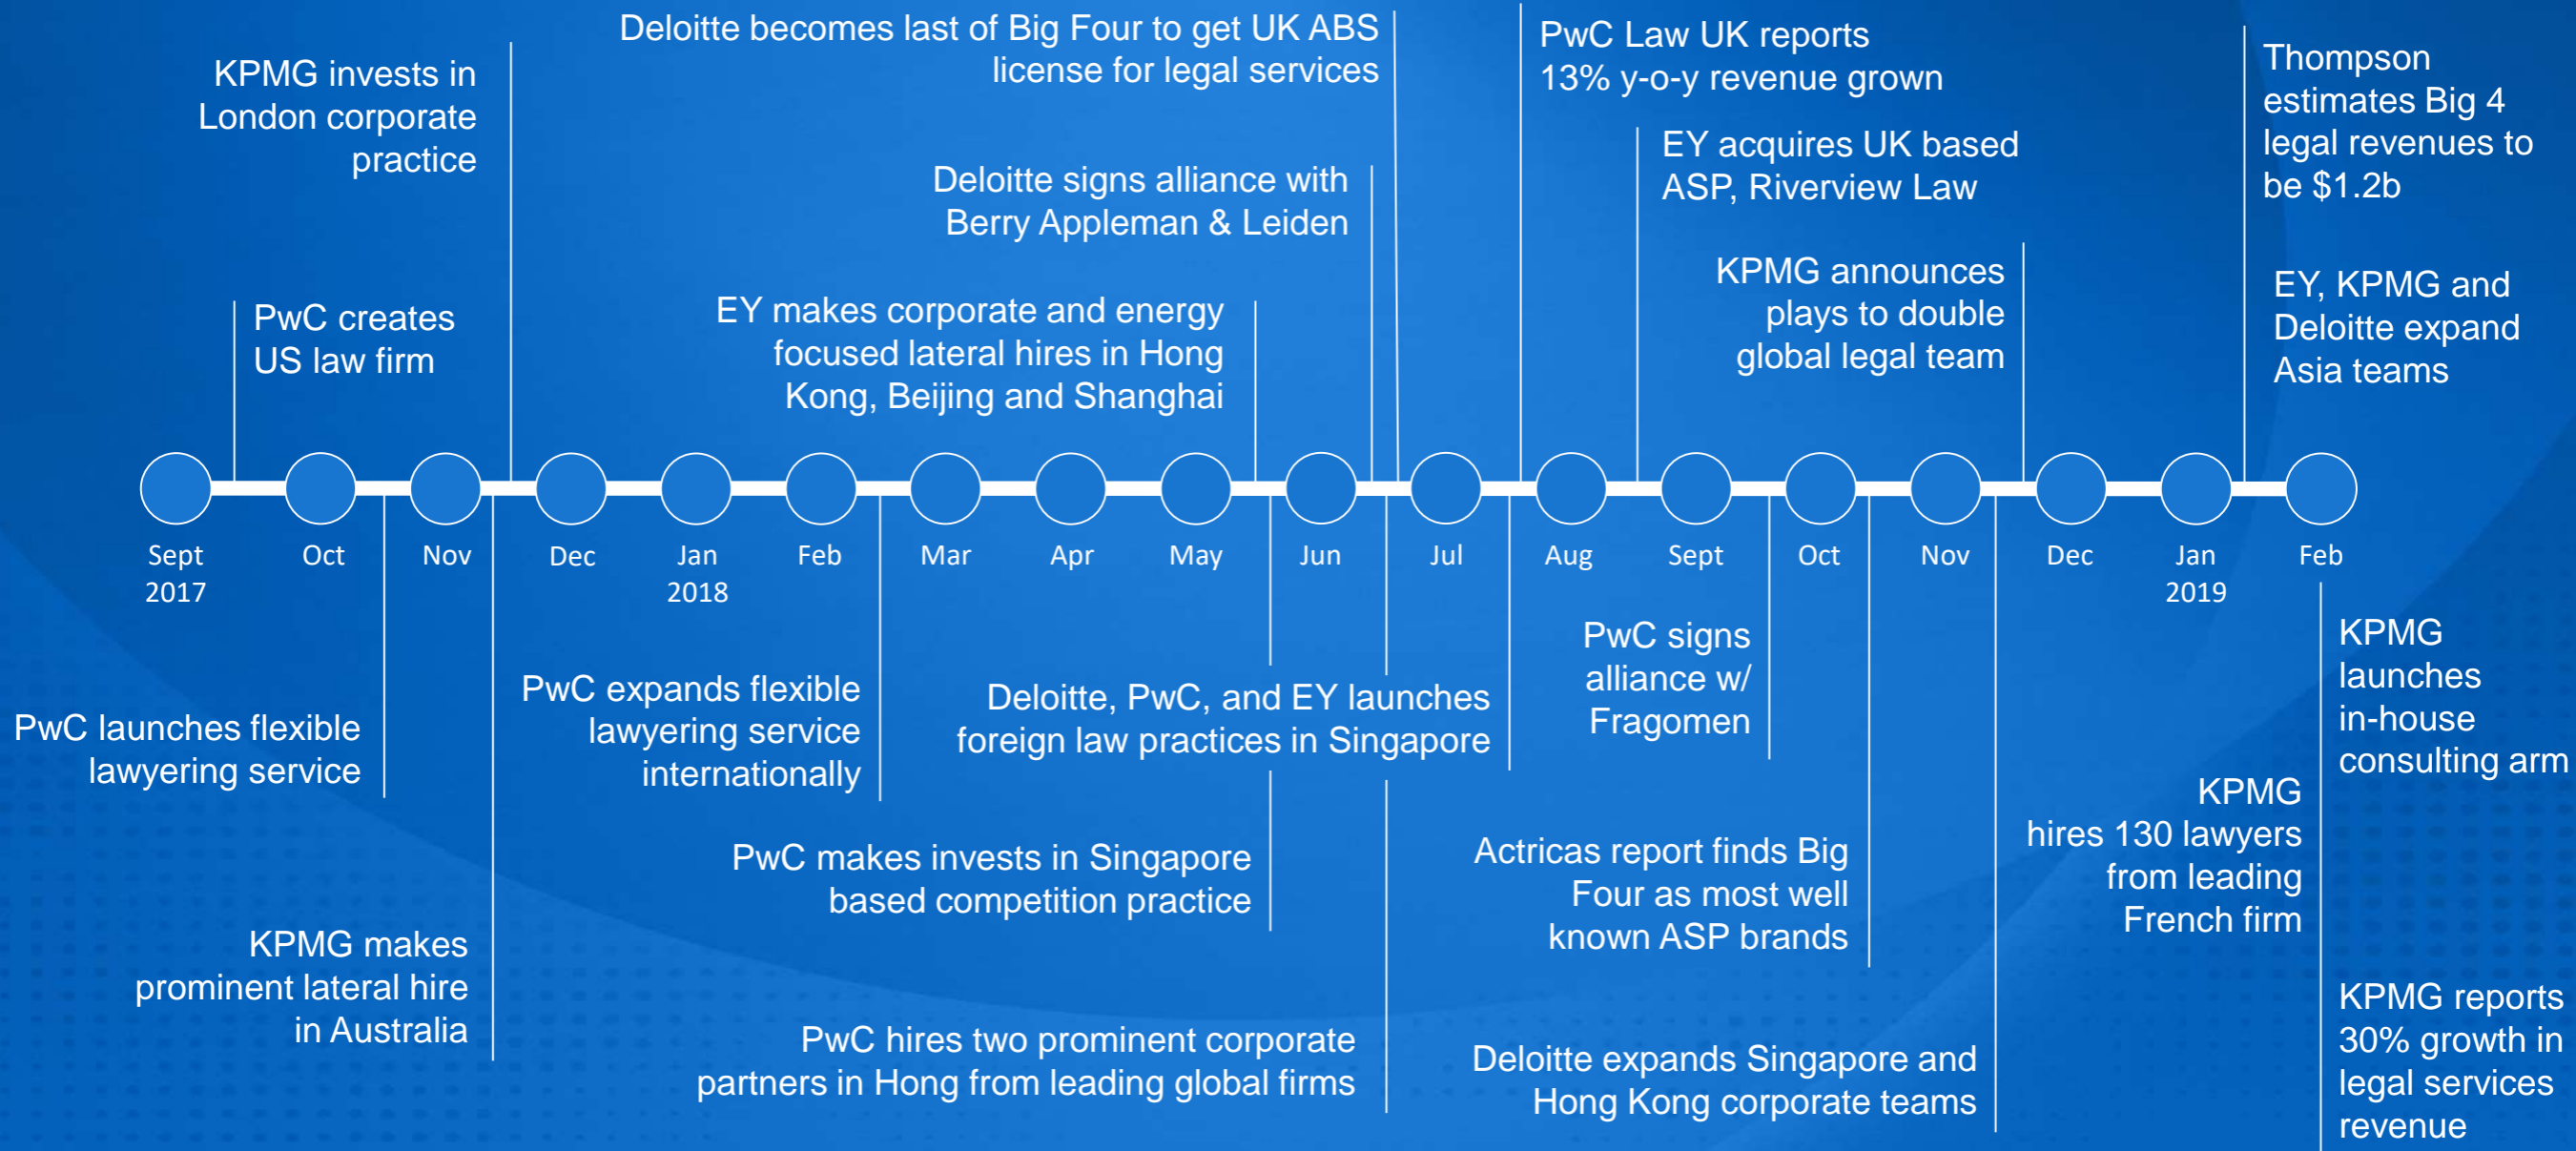 Deloitte becomes last of Big Four to get UK ABS
license for legal services
KPMG invests in
London corporate
practice
PwC Law UK reports
13% y-o-y revenue grown
Thompson
estimates Big 4
legal revenues to
be $1.2b
EY acquires UK based
ASP, Riverview Law
Deloitte signs alliance with
Berry Appleman & Leiden
KPMG announces
plays to double
global legal team
EY, KPMG and
Deloitte expand
Asia teams
PwC creates
US law firm
EY makes corporate and energy
focused lateral hires in Hong
Kong, Beijing and Shanghai
Sept
2017
Oct
Nov
Dec
Jan
2018
Feb
Mar
Apr
May
Jun
Jul
Aug
Sept
Oct
Nov
Dec
Jan
2019
Feb
PwC launches flexible
lawyering service
KPMG makes
prominent lateral hire
in Australia
PwC expands flexible
lawyering service
internationally
Deloitte, PwC, and EY launches
foreign law practices in Singapore
PwC makes invests in Singapore
based competition practice
PwC hires two prominent corporate
partners in Hong from leading global firms
PwC signs
alliance w/
Fragomen
Actricas report finds Big
Four as most well
known ASP brands
Deloitte expands Singapore and
Hong Kong corporate teams
KPMG
hires 130 lawyers
from leading
French firm
KPMG
launches
in-house
consulting arm
KPMG reports
30% growth in
legal services
revenue